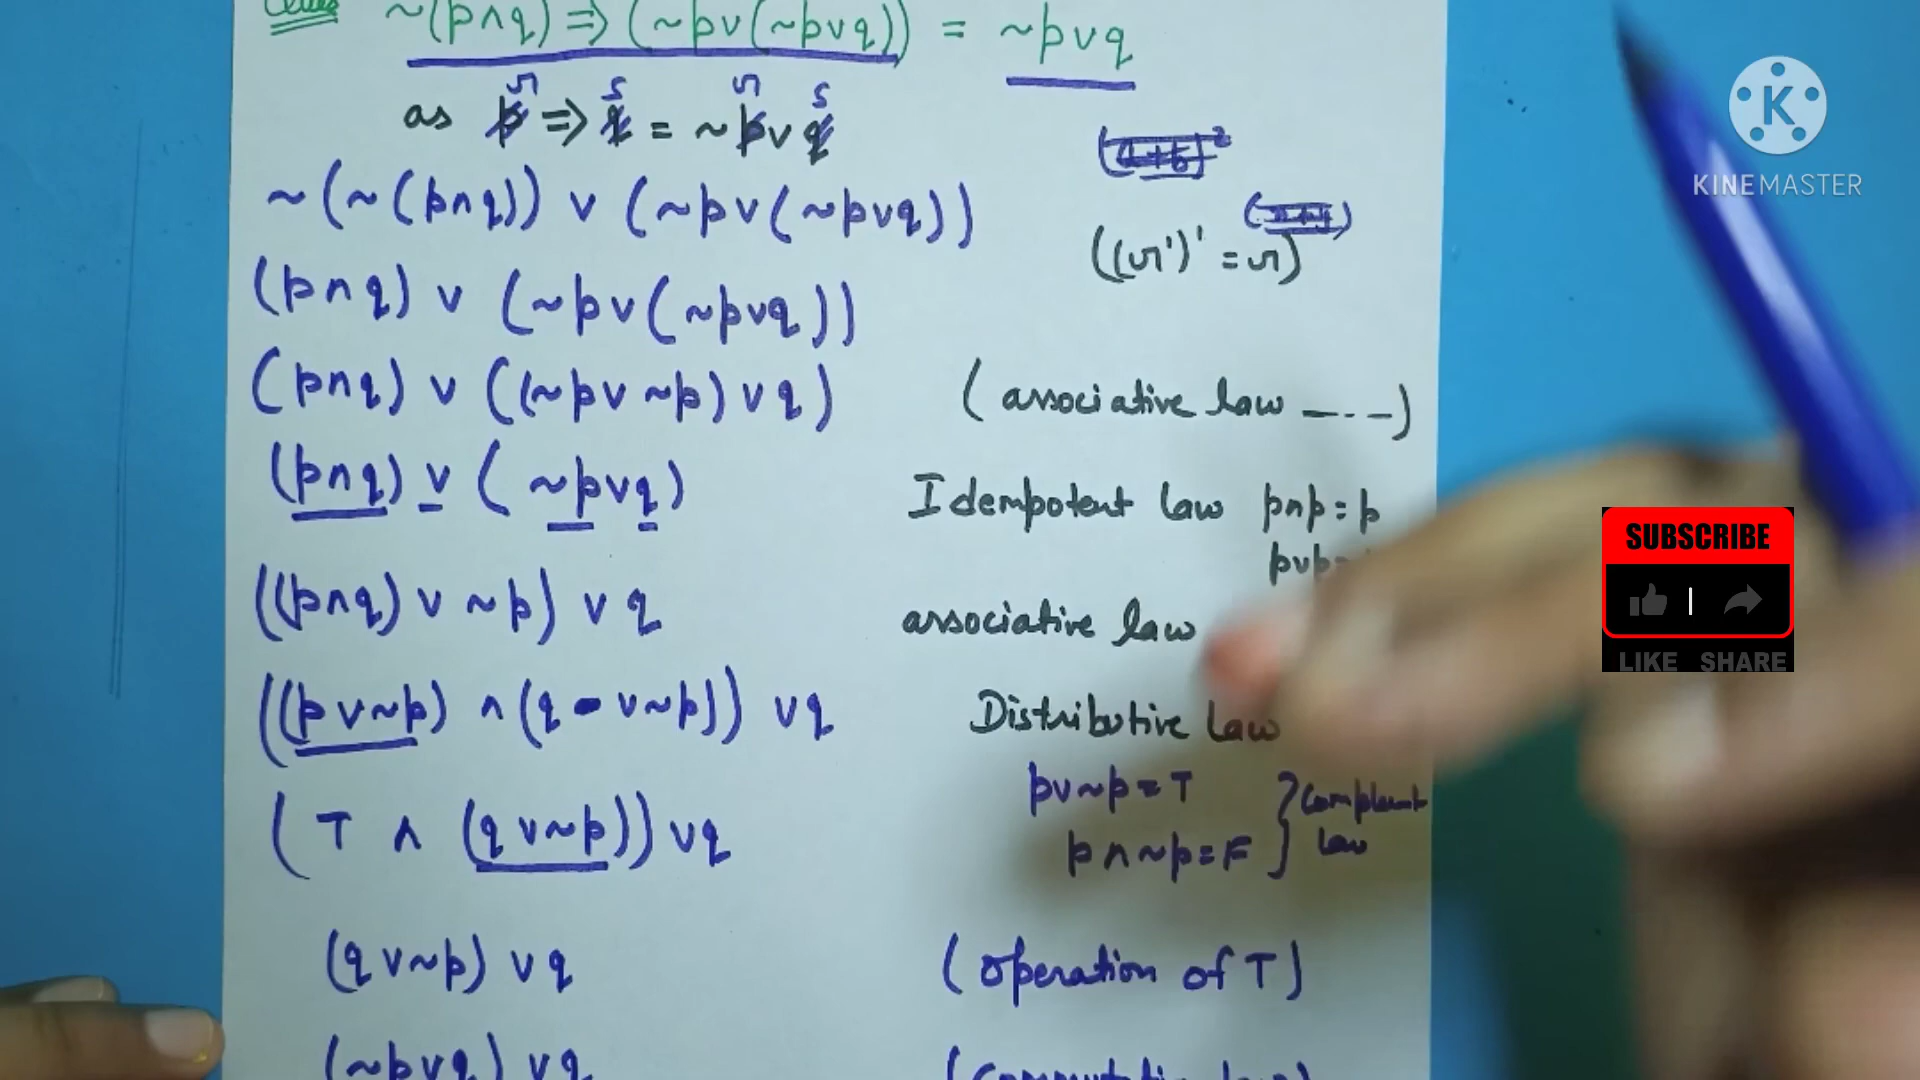 ~(p∧q) ⇒ (~p∨(~p∨q)) = ~p∨q
as p ⇒ q = ~p∨q
r s r s
~(~(p∧q)) ∨ (~p∨(~p∨q))
((r')' = r)
(p∧q) ∨ (~p∨(~p∨q))
(p∧q) ∨ ((~p∨~p)∨q) (associative law _ . . _)
(p∧q) ∨ (~p∨q) Idempotent law p∧p=p
p∨p=
((p∧q)∨~p) ∨ q associative law
((p∨~p) ∧ (q ∨~p)) ∨q Distributive Law
(T ∧ (q∨~p)) ∨q p∨~p=T
p∧~p=F } Complement law
(q∨~p) ∨q (operation of T)
(~p∨q) ∨q
KINEMASTER
SUBSCRIBE
LIKE SHARE